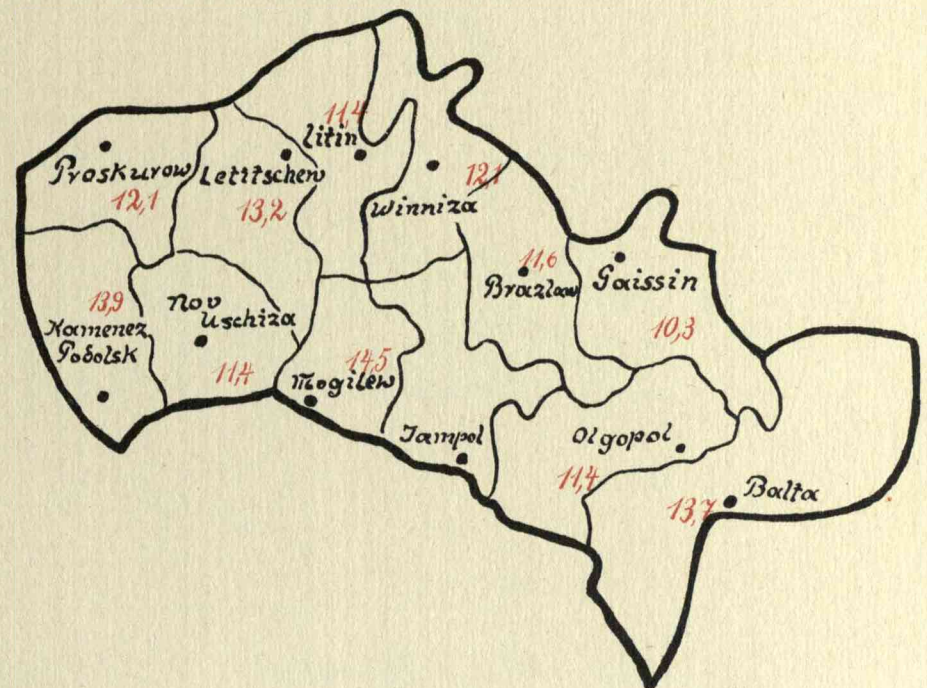 11,4
Litin
Proskurow
12,1
Letitschew
13,2
12,1
Winniza
11,6
Brazlaw
Gaissin
10,3
13,9
Kamenez
Podolsk
Nov
Uschiza
11,4
14,5
Mogilew
Jampol
Olgopol
11,4
Balta
13,7